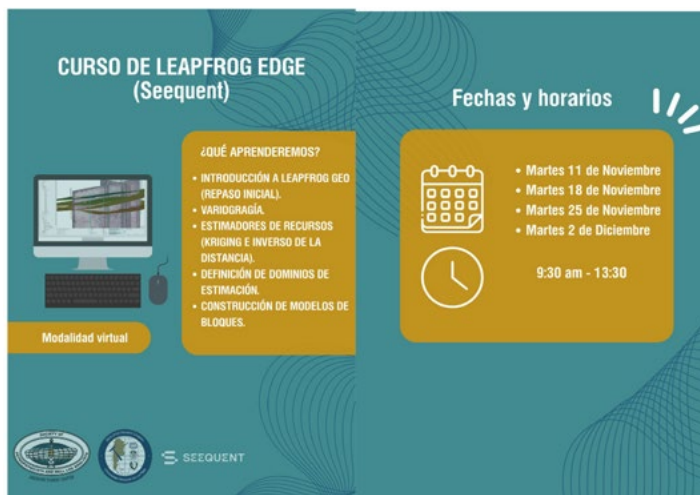 CURSO DE LEAPFROG EDGE
(Seequent)
¿QUÉ APRENDEREMOS?
• INTRODUCCIÓN A LEAPFROG GEO
(REPASO INICIAL).
• VARIOGRAGÍA.
• ESTIMADORES DE RECURSOS
(KRIGING E INVERSO DE LA
DISTANCIA).
• DEFINICIÓN DE DOMINIOS DE
ESTIMACIÓN.
• CONSTRUCCIÓN DE MODELOS DE
BLOQUES.
Modalidad virtual
SEEQUENT
Fechas y horarios
• Martes 11 de Noviembre
• Martes 18 de Noviembre
• Martes 25 de Noviembre
• Martes 2 de Diciembre
9:30 am - 13:30